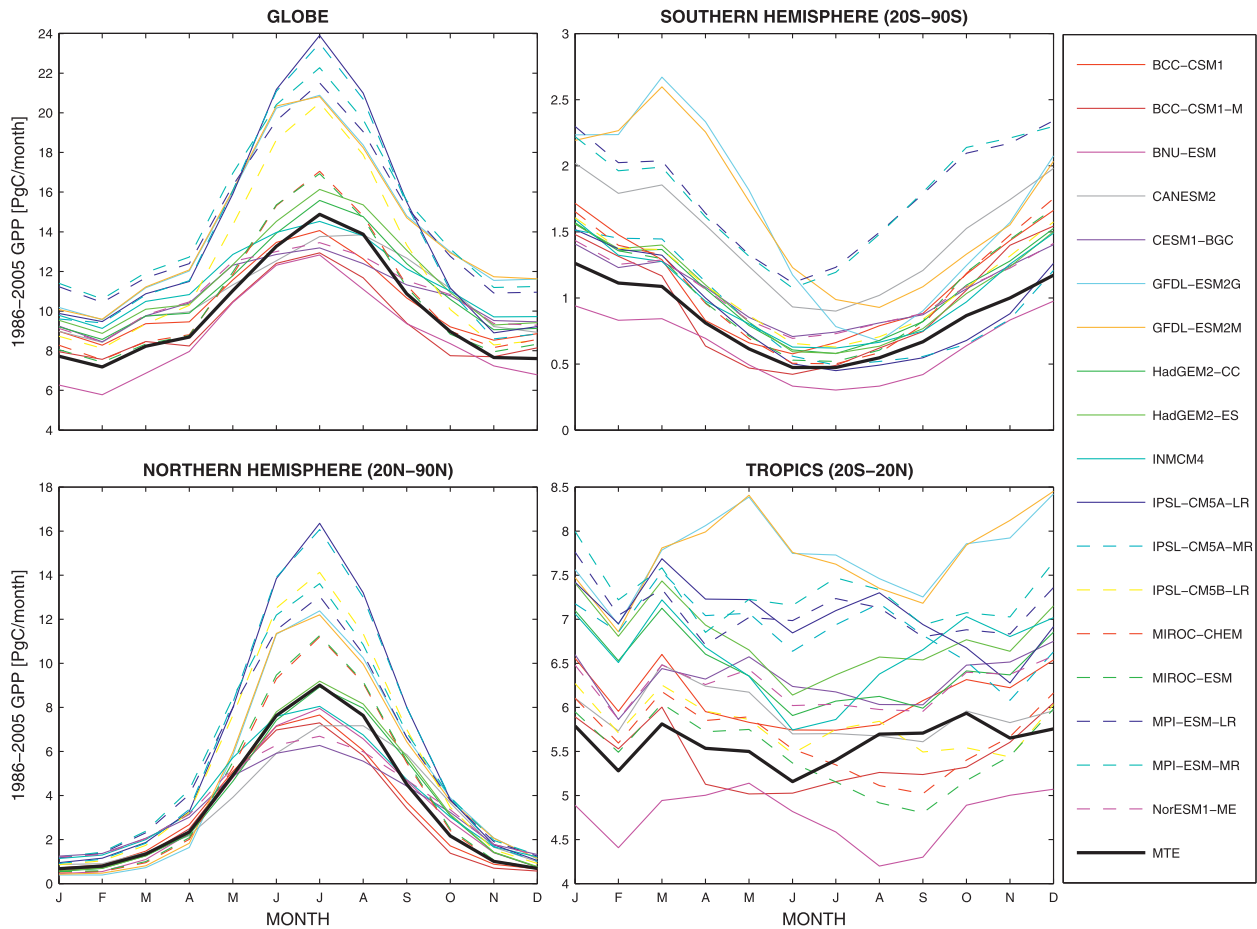 GLOBE
24
22
20
18
16
14
12
10
8
6
4
J F M A M J J A S O N D
1986–2005 GPP [PgC/month]
SOUTHERN HEMISPHERE (20S–90S)
3
2.5
2
1.5
1
0.5
0
J F M A M J J A S O N D
NORTHERN HEMISPHERE (20N–90N)
18
16
14
12
10
8
6
4
2
0
J F M A M J J A S O N D
MONTH
1986–2005 GPP [PgC/month]
TROPICS (20S–20N)
8.5
8
7.5
7
6.5
6
5.5
5
4.5
4
J F M A M J J A S O N D
MONTH
BCC–CSM1
BCC–CSM1–M
BNU–ESM
CANESM2
CESM1–BGC
GFDL–ESM2G
GFDL–ESM2M
HadGEM2–CC
HadGEM2–ES
INMCM4
IPSL–CM5A–LR
IPSL–CM5A–MR
IPSL–CM5B–LR
MIROC–CHEM
MIROC–ESM
MPI–ESM–LR
MPI–ESM–MR
NorESM1–ME
MTE